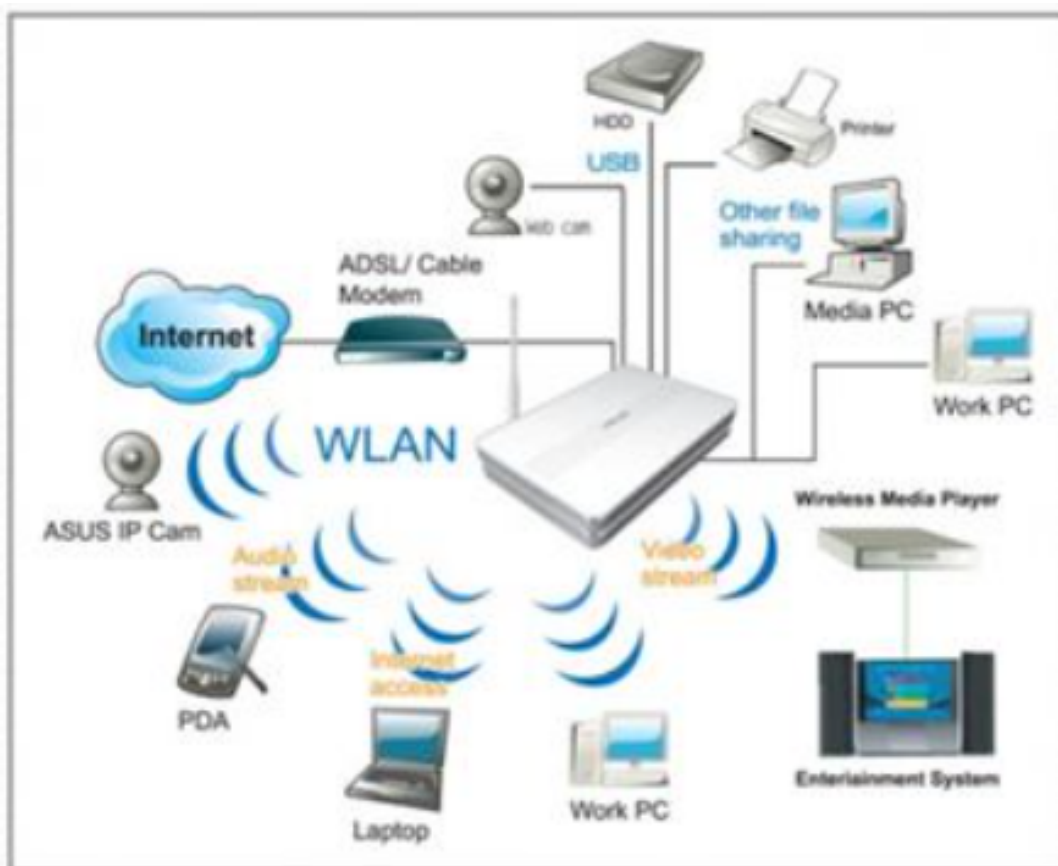 HDD
Printer
USB
Web cam
Other file
sharing
ADSL/ Cable
Modem
Media PC
Internet
Work PC
WLAN
ASUS IP Cam
Wireless Media Player
Audio
stream
Video
stream
Internet
access
PDA
Laptop
Work PC
Enteriainment System